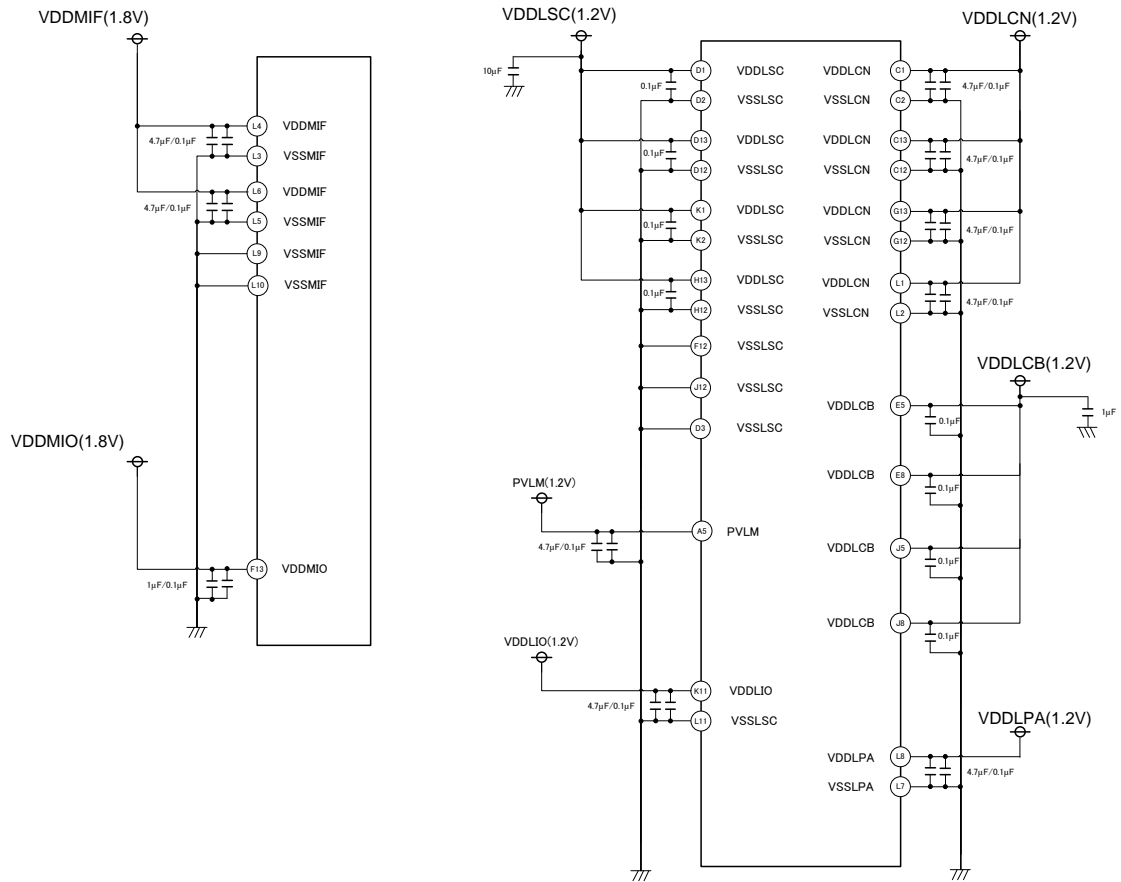 VDDMIF(1.8V)
L4 VDDMIF
4.7μF/0.1μF
L3 VSSMIF
L6 VDDMIF
4.7μF/0.1μF
L5 VSSMIF
L9 VSSMIF
L10 VSSMIF
VDDMIO(1.8V)
F13 VDDMIO
1μF/0.1μF
VDDLSC(1.2V)
10μF
D1 VDDLSC
0.1μF
D2 VSSLSC
D13 VDDLSC
0.1μF
D12 VSSLSC
K1 VDDLSC
0.1μF
K2 VSSLSC
H13 VDDLSC
0.1μF
H12 VSSLSC
F12 VSSLSC
J12 VSSLSC
D3 VSSLSC
PVLM(1.2V)
A5 PVLM
4.7μF/0.1μF
VDDLIO(1.2V)
K11 VDDLIO
4.7μF/0.1μF
L11 VSSLSC
VDDLCN(1.2V)
VDDLCN C1
4.7μF/0.1μF
VSSLCN C2
VDDLCN C13
4.7μF/0.1μF
VSSLCN C12
VDDLCN G13
4.7μF/0.1μF
VSSLCN G12
VDDLCN L1
4.7μF/0.1μF
VSSLCN L2
VDDLCB(1.2V)
1μF
VDDLCB E5
0.1μF
VDDLCB E8
0.1μF
VDDLCB J5
0.1μF
VDDLCB J8
0.1μF
VDDLPA(1.2V)
VDDLPA L8
4.7μF/0.1μF
VSSLPA L7